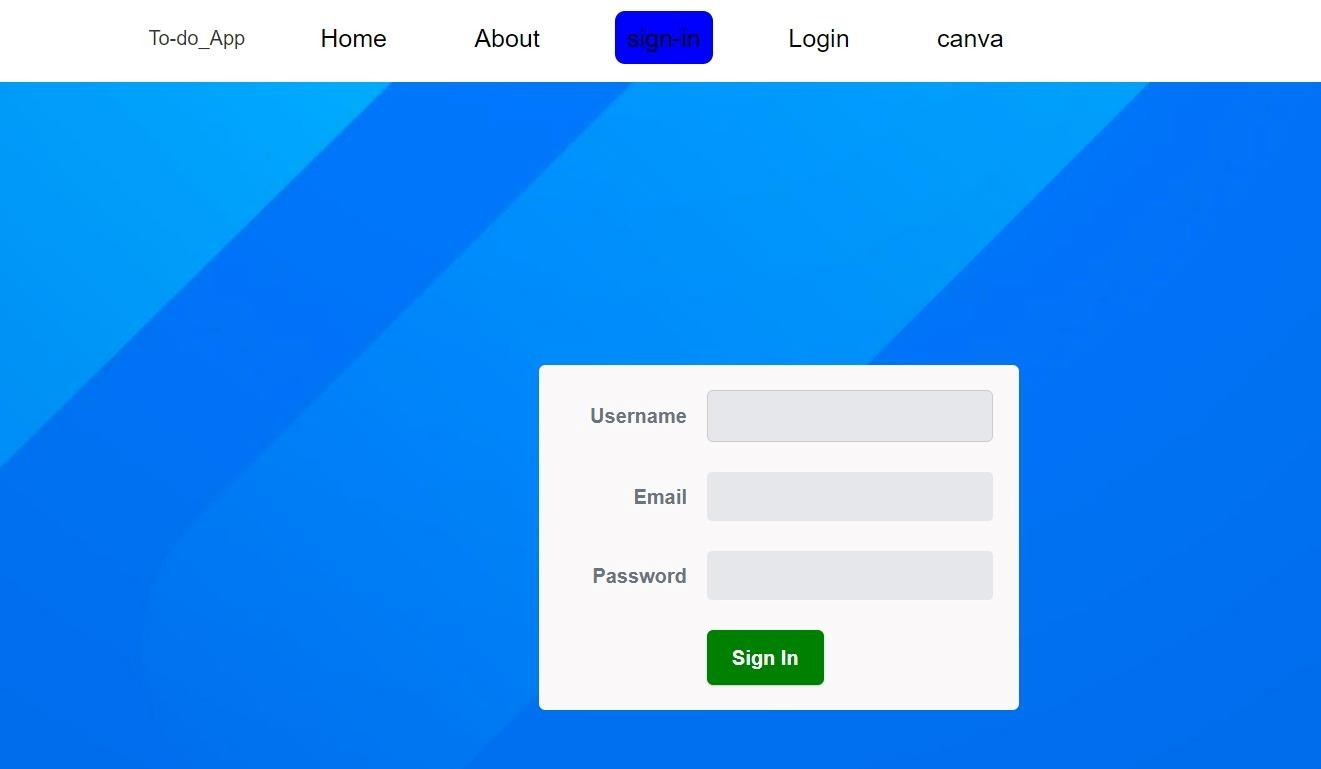 To-do_App Home About sign-in Login canva
Username
Email
Password
Sign In